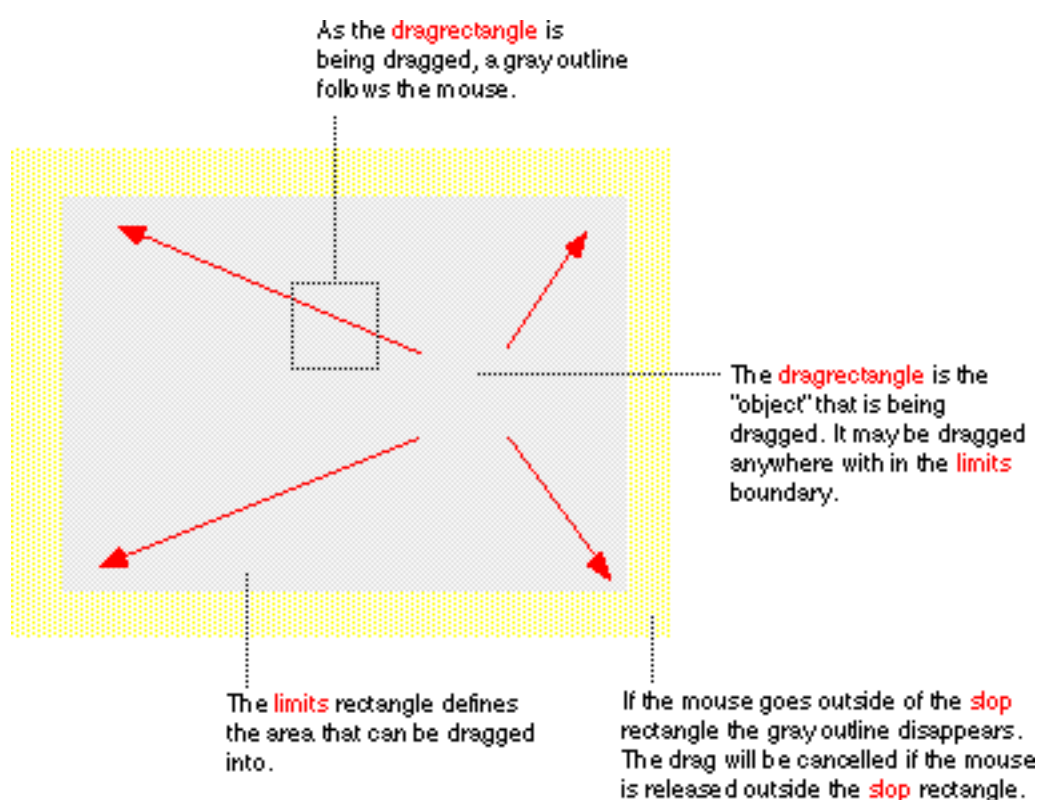 As the dragrectangle is
being dragged, a gray outline
follows the mouse.
The dragrectangle is the
"object" that is being
dragged. It may be dragged
anywhere with in the limits
boundary.
The limits rectangle defines
the area that can be dragged
into.
If the mouse goes outside of the slop
rectangle the gray outline disappears.
The drag will be cancelled if the mouse
is released outside the slop rectangle.